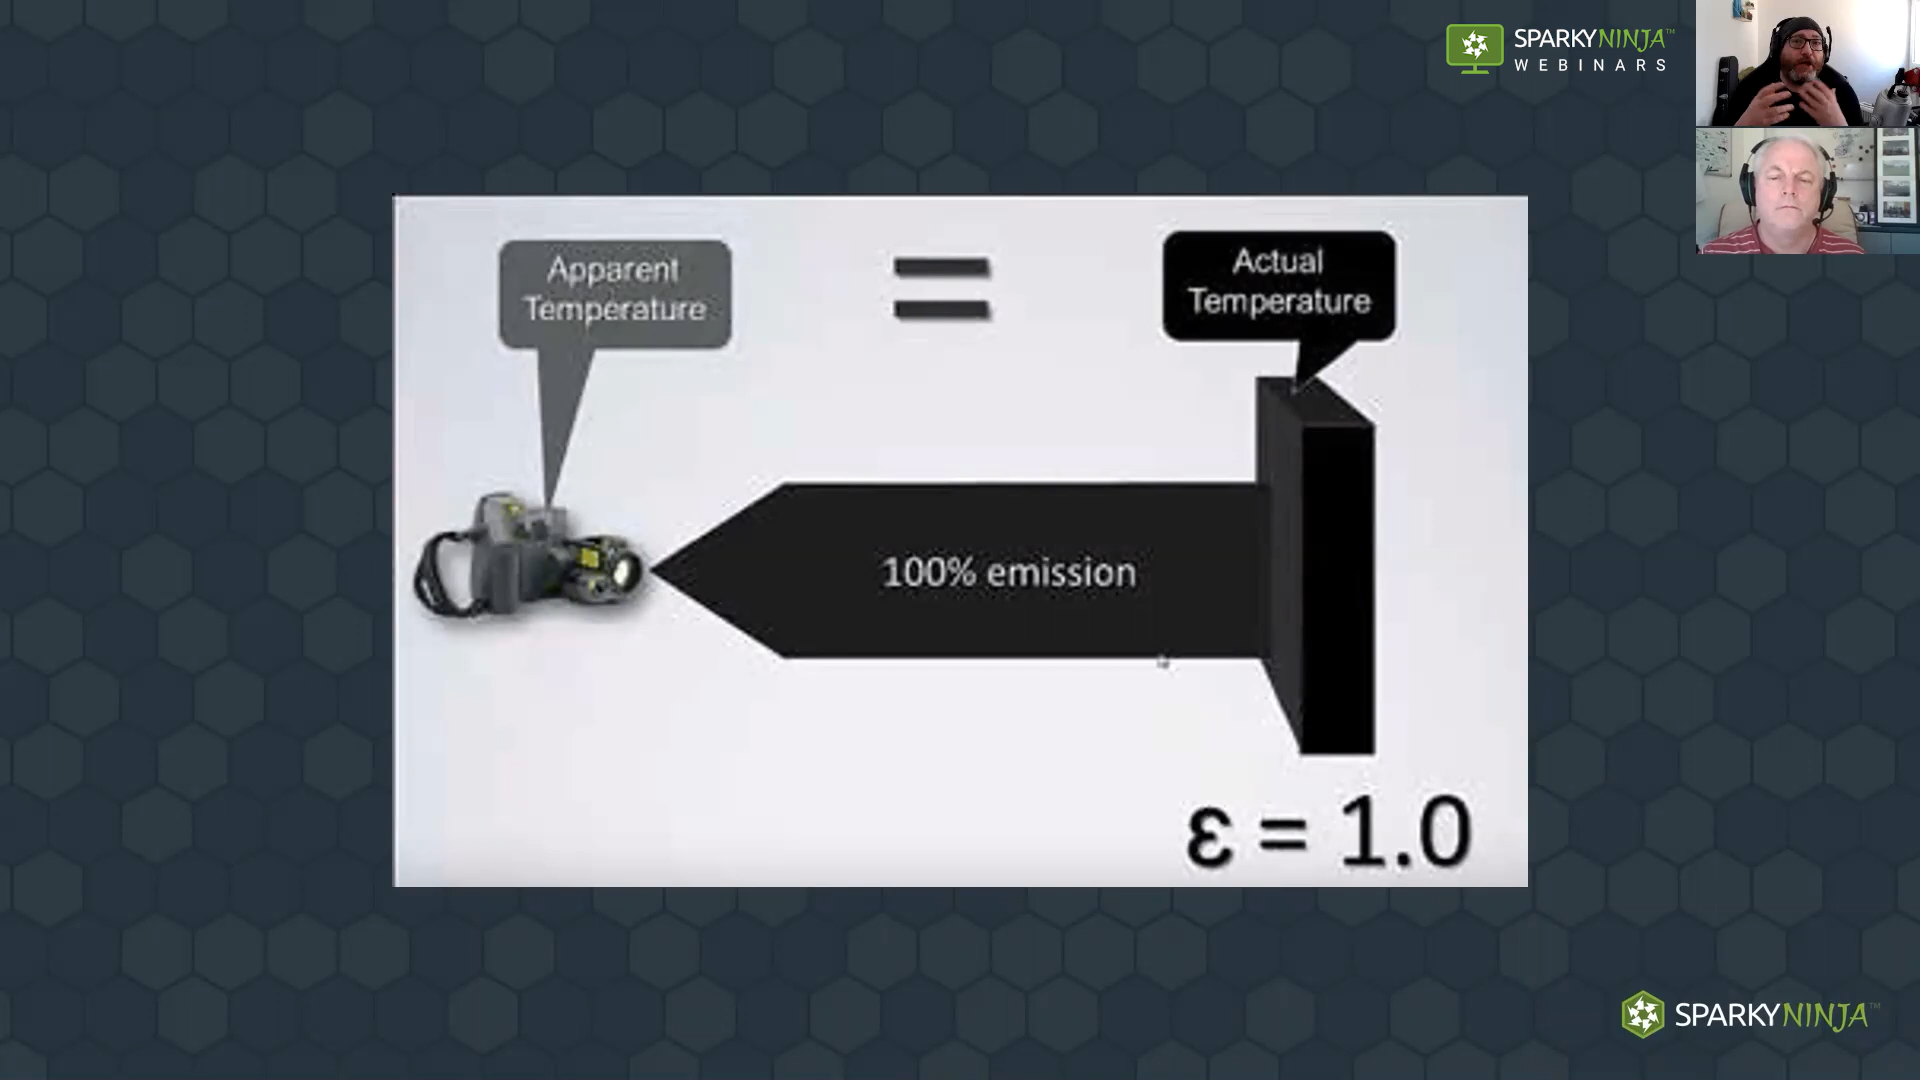 SPARKYNINJA™
WEBINARS
Apparent
Temperature
=
Actual
Temperature
100% emission
ε = 1.0
SPARKYNINJA™